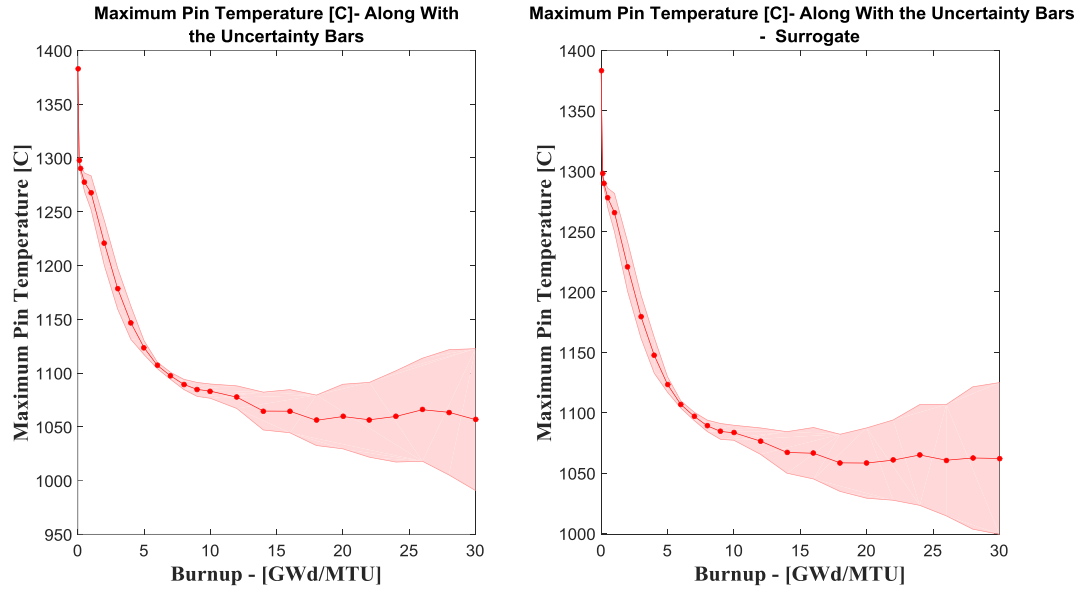 Maximum Pin Temperature [C]- Along With
the Uncertainty Bars
1400
1350
1300
1250
1200
1150
1100
1050
1000
950
Maximum Pin Temperature [C]
0 5 10 15 20 25 30
Burnup - [GWd/MTU]
Maximum Pin Temperature [C]- Along With the Uncertainty Bars
- Surrogate
1400
1350
1300
1250
1200
1150
1100
1050
1000
Maximum Pin Temperature [C]
0 5 10 15 20 25 30
Burnup - [GWd/MTU]